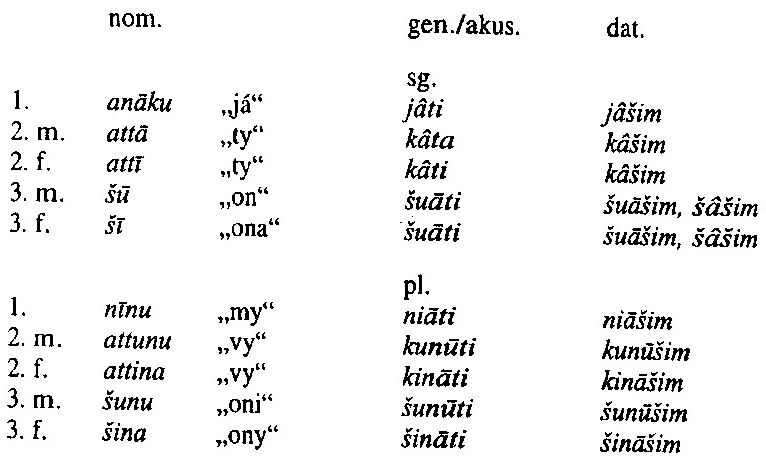 nom. gen./akus. dat.
sg.
1. anāku „já“ jâti jâšim
2. m. attā „ty“ kâta kâšim
2. f. attī „ty“ kâti kâšim
3. m. šū „on“ šuāti šuāšim, šâšim
3. f. šī „ona“ šuāti šuāšim, šâšim
pl.
1. nīnu „my“ niāti niāšim
2. m. attunu „vy“ kunūti kunūšim
2. f. attina „vy“ kināti kināšim
3. m. šunu „oni“ šunūti šunūšim
3. f. šina „ony“ šināti šināšim